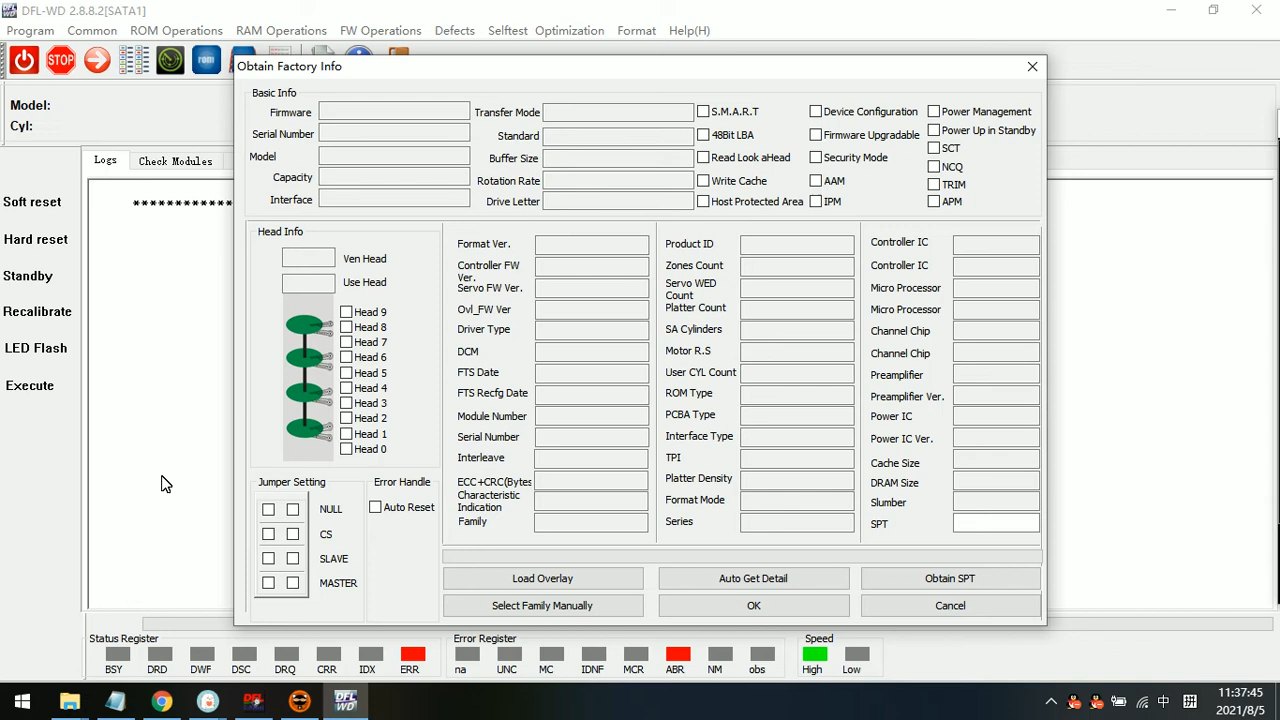 DFL-WD 2.8.8.2[SATA1]
Program Common ROM Operations RAM Operations FW Operations Defects Selftest Optimization Format Help(H)
STOP rom
Obtain Factory Info
Model:
Cyl:
Logs Check Modules
Soft reset
Hard reset
Standby
Recalibrate
LED Flash
Execute
*************
Basic Info
Firmware Transfer Mode S.M.A.R.T Device Configuration Power Management
Serial Number Standard 48Bit LBA Firmware Upgradable Power Up in Standby
Model Buffer Size Read Look aHead Security Mode SCT
Capacity Rotation Rate Write Cache AAM NCQ
Interface Drive Letter Host Protected Area IPM TRIM
APM
Head Info
Ven Head
Use Head
Head 9
Head 8
Head 7
Head 6
Head 5
Head 4
Head 3
Head 2
Head 1
Head 0
Jumper Setting
NULL
CS
SLAVE
MASTER
Error Handle
Auto Reset
Format Ver.
Controller FW
Ver.
Servo FW Ver.
Ovl_FW Ver
Driver Type
DCM
FTS Date
FTS Recfg Date
Module Number
Serial Number
Interleave
ECC+CRC(Bytes
Characteristic
Indication
Family
Product ID
Zones Count
Servo WED
Count
Platter Count
SA Cylinders
Motor R.S
User CYL Count
ROM Type
PCBA Type
Interface Type
TPI
Platter Density
Format Mode
Series
Controller IC
Controller IC
Micro Processor
Micro Processor
Channel Chip
Channel Chip
Preamplifier
Preamplifier Ver.
Power IC
Power IC Ver.
Cache Size
DRAM Size
Slumber
SPT
Load Overlay Auto Get Detail Obtain SPT
Select Family Manually OK Cancel
Status Register Error Register Speed
BSY DRD DWF DSC DRQ CRR IDX ERR na UNC MC IDNF MCR ABR NM obs High Low
DFL DFL WD 中 拼
11:37:45
2021/8/5